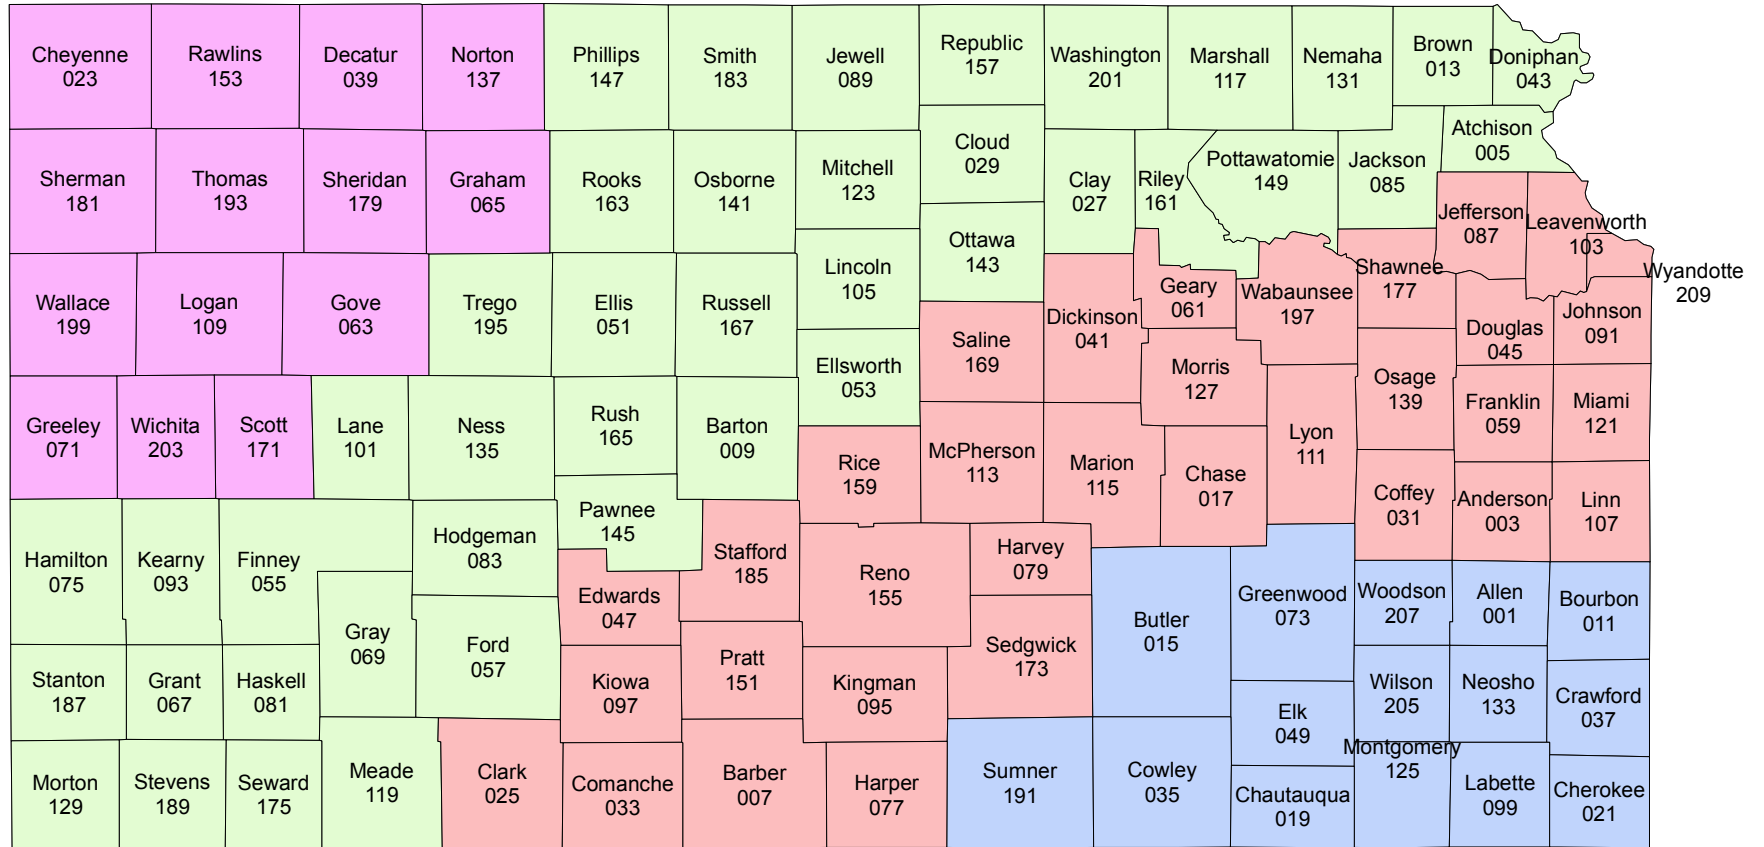 Cheyenne
023
Rawlins
153
Decatur
039
Norton
137
Phillips
147
Smith
183
Jewell
089
Republic
157
Washington
201
Marshall
117
Nemaha
131
Brown
013
Doniphan
043
Sherman
181
Thomas
193
Sheridan
179
Graham
065
Rooks
163
Osborne
141
Mitchell
123
Cloud
029
Clay
027
Riley
161
Pottawatomie
149
Jackson
085
Atchison
005
Jefferson
087
Leavenworth
103
Wyandotte
209
Wallace
199
Logan
109
Gove
063
Trego
195
Ellis
051
Russell
167
Lincoln
105
Ottawa
143
Saline
169
Dickinson
041
Geary
061
Wabaunsee
197
Shawnee
177
Douglas
045
Johnson
091
Greeley
071
Wichita
203
Scott
171
Lane
101
Ness
135
Rush
165
Barton
009
Ellsworth
053
Rice
159
McPherson
113
Marion
115
Morris
127
Chase
017
Lyon
111
Osage
139
Franklin
059
Miami
121
Coffey
031
Anderson
003
Linn
107
Hamilton
075
Kearny
093
Finney
055
Hodgeman
083
Pawnee
145
Stafford
185
Edwards
047
Reno
155
Harvey
079
Gray
069
Ford
057
Kiowa
097
Pratt
151
Kingman
095
Sedgwick
173
Butler
015
Greenwood
073
Woodson
207
Allen
001
Bourbon
011
Stanton
187
Grant
067
Haskell
081
Elk
049
Wilson
205
Neosho
133
Crawford
037
Morton
129
Stevens
189
Seward
175
Meade
119
Clark
025
Comanche
033
Barber
007
Harper
077
Sumner
191
Cowley
035
Chautauqua
019
Montgomery
125
Labette
099
Cherokee
021